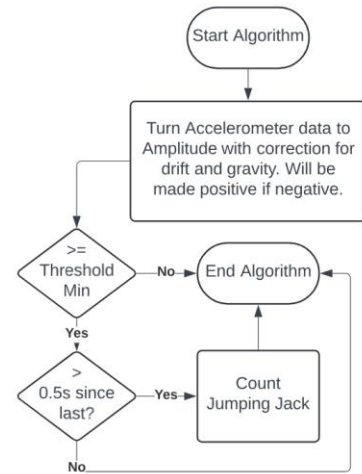 Start Algorithm
Turn Accelerometer data to
Amplitude with correction for
drift and gravity. Will be
made positive if negative.
>=
Threshold
Min
No
End Algorithm
Yes
>
0.5s since
last?
Yes
Count
Jumping Jack
No